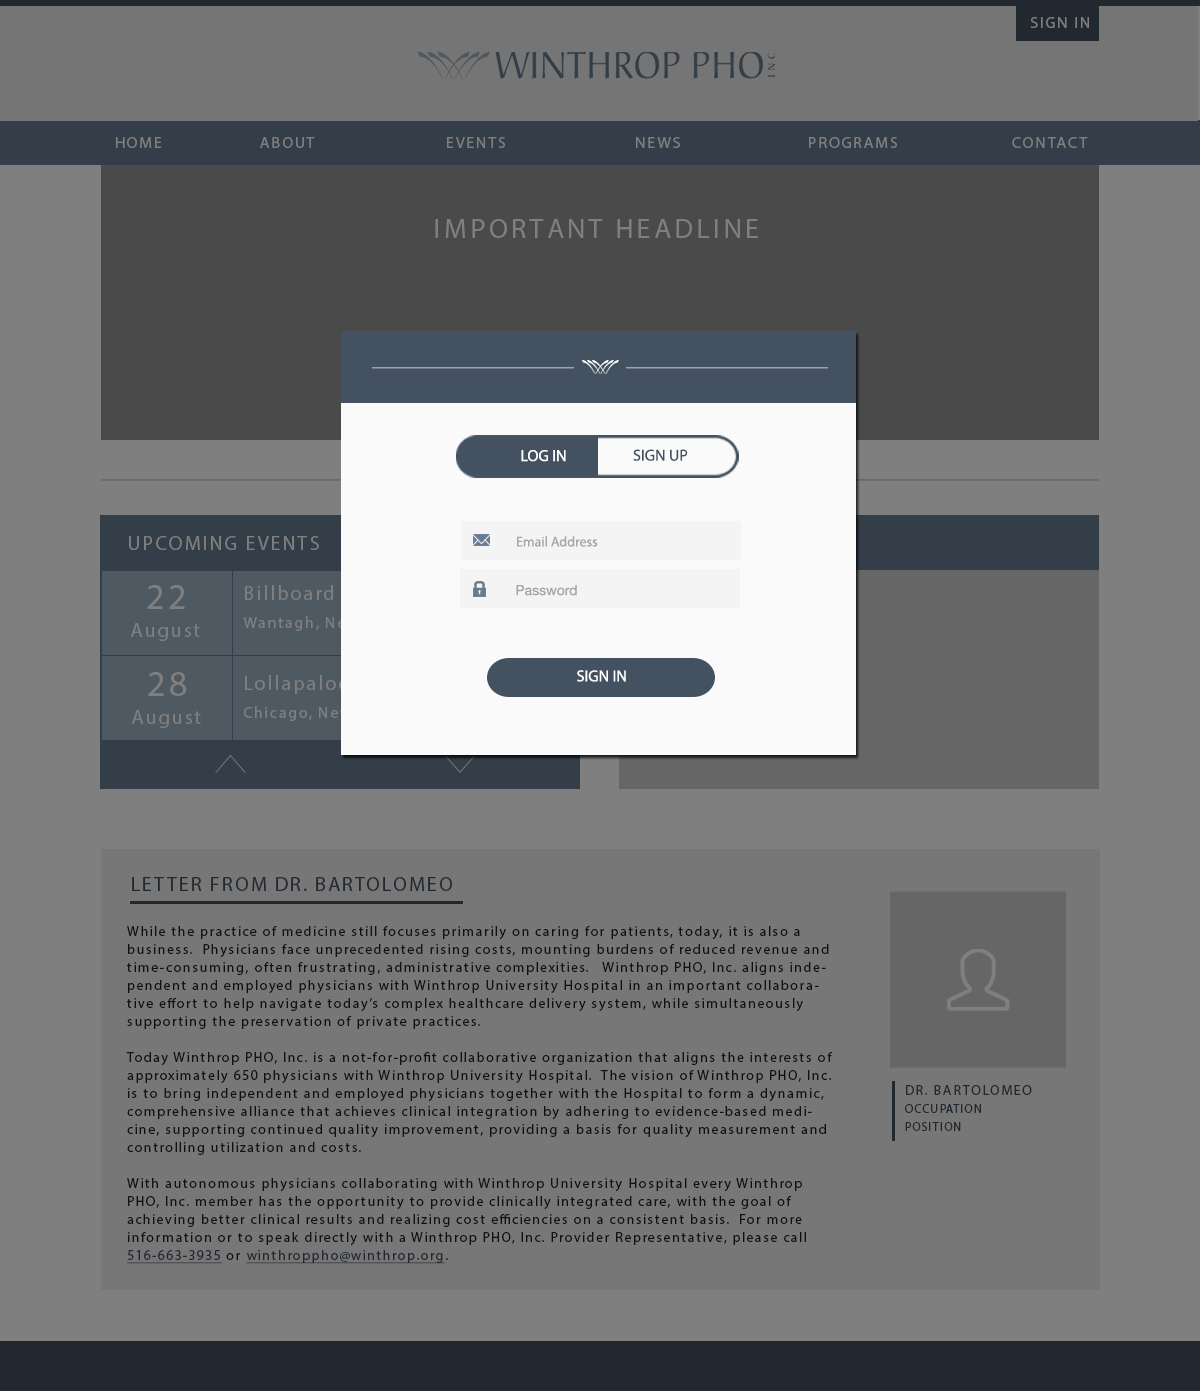 SIGN IN
WINTHROP PHO INC
HOME ABOUT EVENTS NEWS PROGRAMS CONTACT
IMPORTANT HEADLINE
LOG IN SIGN UP
Email Address
Password
SIGN IN
UPCOMING EVENTS
22
August
Billboard
Wantagh,
28
August
Chicago,
LETTER FROM DR. BARTOLOMEO
While the practice of medicine still focuses primarily on caring for patients, today, it is also a
business.  Physicians face unprecedented rising costs, mounting burdens of reduced revenue and
time-consuming, often frustrating, administrative complexities.   Winthrop PHO, Inc. aligns inde-
pendent and employed physicians with Winthrop University Hospital in an important collabora-
tive effort to help navigate today’s complex healthcare delivery system, while simultaneously
supporting the preservation of private practices.
Today Winthrop PHO, Inc. is a not-for-profit collaborative organization that aligns the interests of
approximately 650 physicians with Winthrop University Hospital.  The vision of Winthrop PHO, Inc.
is to bring independent and employed physicians together with the Hospital to form a dynamic,
comprehensive alliance that achieves clinical integration by adhering to evidence-based medi-
cine, supporting continued quality improvement, providing a basis for quality measurement and
controlling utilization and costs.
With autonomous physicians collaborating with Winthrop University Hospital every Winthrop
PHO, Inc. member has the opportunity to provide clinically integrated care, with the goal of
achieving better clinical results and realizing cost efficiencies on a consistent basis.  For more
information or to speak directly with a Winthrop PHO, Inc. Provider Representative, please call
516-663-3935 or winthroppho@winthrop.org.
DR. BARTOLOMEO
OCCUPATION
POSITION